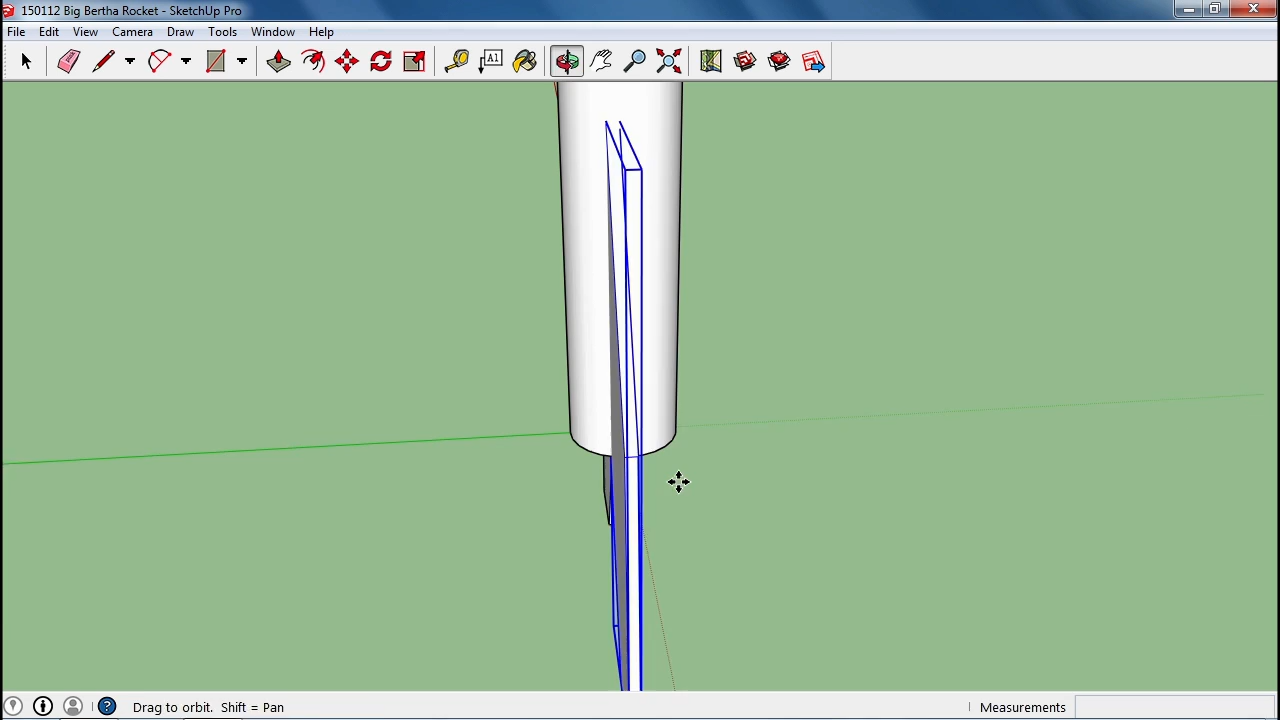 150112 Big Bertha Rocket - SketchUp Pro
File Edit View Camera Draw Tools Window Help
A1
Drag to orbit. Shift = Pan
Measurements